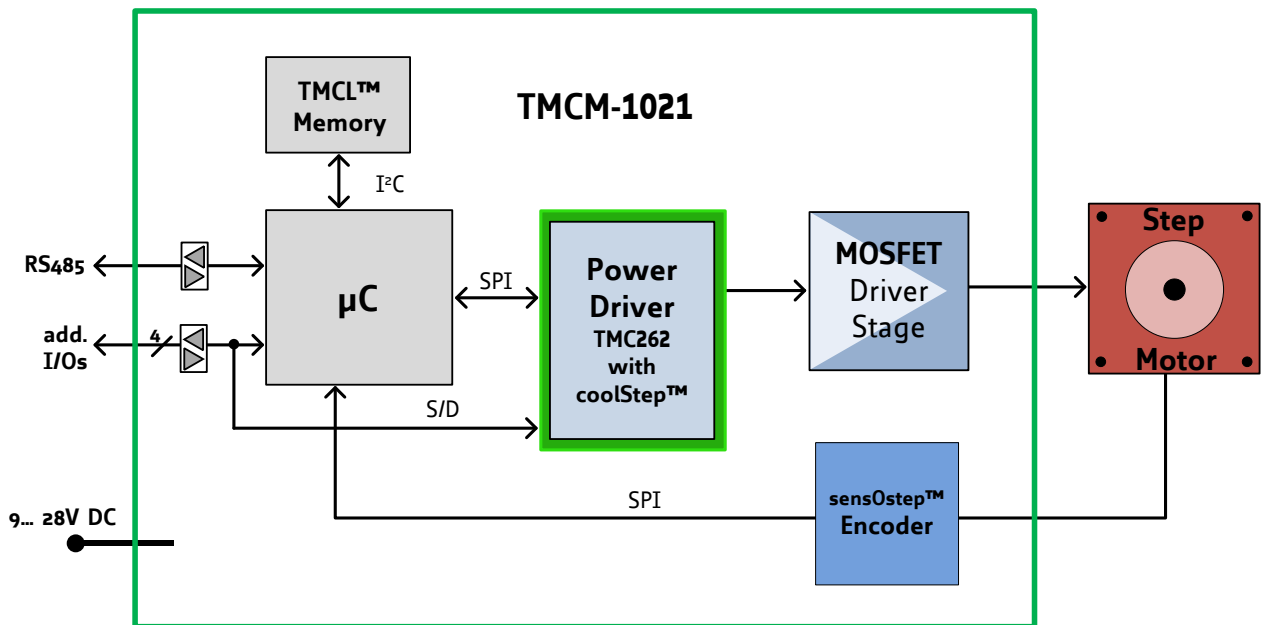 TMCL™
Memory
TMCM-1021
I²C
RS485
µC
SPI
Power
Driver
TMC262
with
coolStep™
MOSFET
Driver
Stage
Step
Motor
add.
I/Os
4
S/D
9... 28V DC
SPI
sensOstep™
Encoder